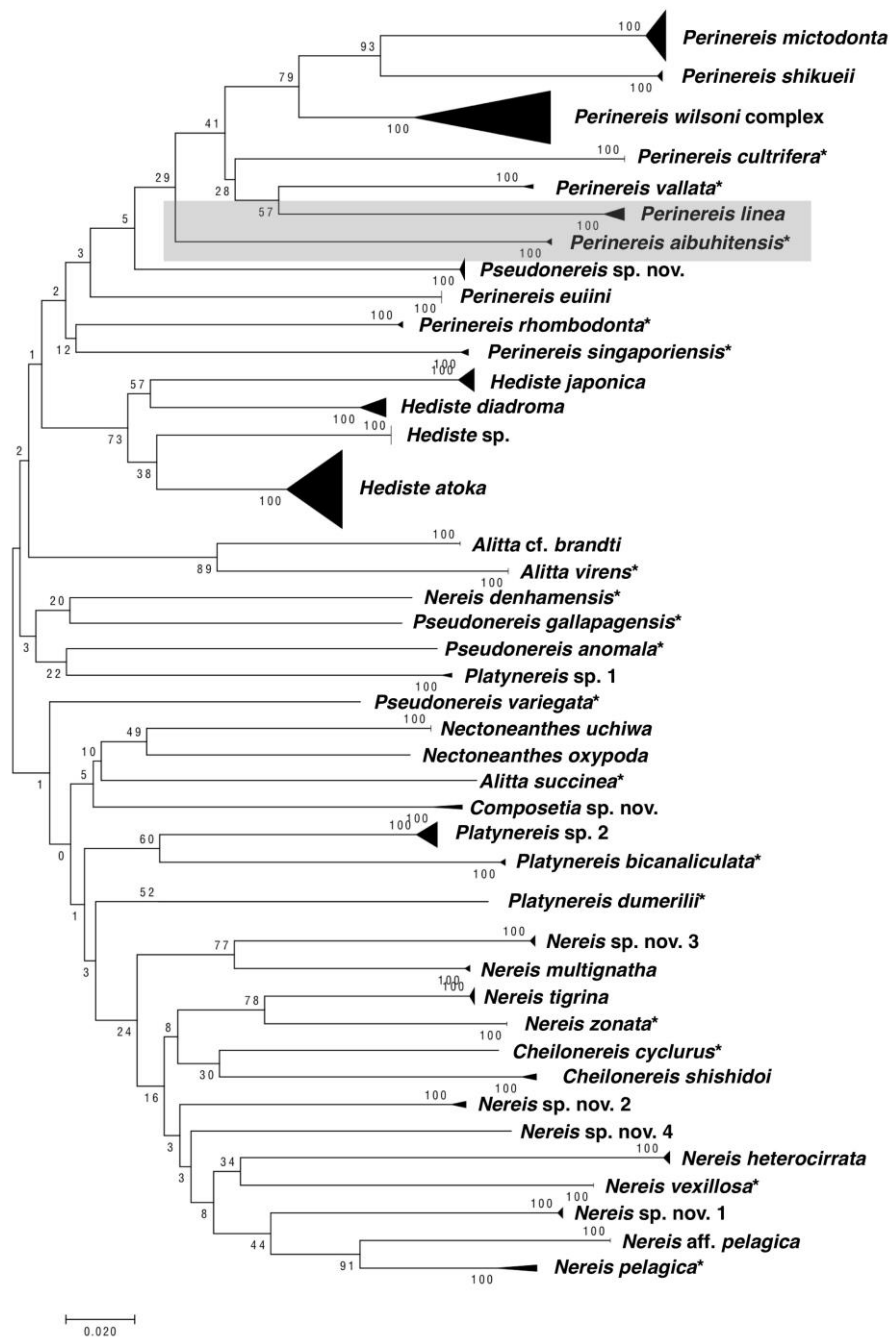 100
Perinereis mictodonta
93
Perinereis shikueii
100
79
Perinereis wilsoni complex
100
41
100
Perinereis cultrifera*
28
100
Perinereis vallata*
29
57
Perinereis linea
100
Perinereis aibuhitensis*
100
5
Pseudonereis sp. nov.
100
3
Perinereis euiini
100
2
100
Perinereis rhombodonta*
12
Perinereis singaporiensis*
100
1
57
100
Hediste japonica
Hediste diadroma
100
73
100
Hediste sp.
38
Hediste atoka
100
2
100
Alitta cf. brandti
89
Alitta virens*
100
20
Nereis denhamensis*
Pseudonereis gallapagensis*
3
Pseudonereis anomala*
22
Platynereis sp. 1
100
Pseudonereis variegata*
1
100
Nectoneanthes uchiwa
49
10
Nectoneanthes oxypoda
5
Alitta succinea*
Composetia sp. nov.
100
0
100
Platynereis sp. 2
60
Platynereis bicanaliculata*
100
1
52
Platynereis dumerilii*
3
100
Nereis sp. nov. 3
77
Nereis multignatha
100
24
100
Nereis tigrina
78
8
Nereis zonata*
100
Cheilonereis cyclurus*
30
Cheilonereis shishidoi
100
16
100
Nereis sp. nov. 2
3
Nereis sp. nov. 4
3
100
Nereis heterocirrata
34
Nereis vexillosa*
100
8
100
Nereis sp. nov. 1
44
100
Nereis aff. pelagica
91
Nereis pelagica*
100
0.020